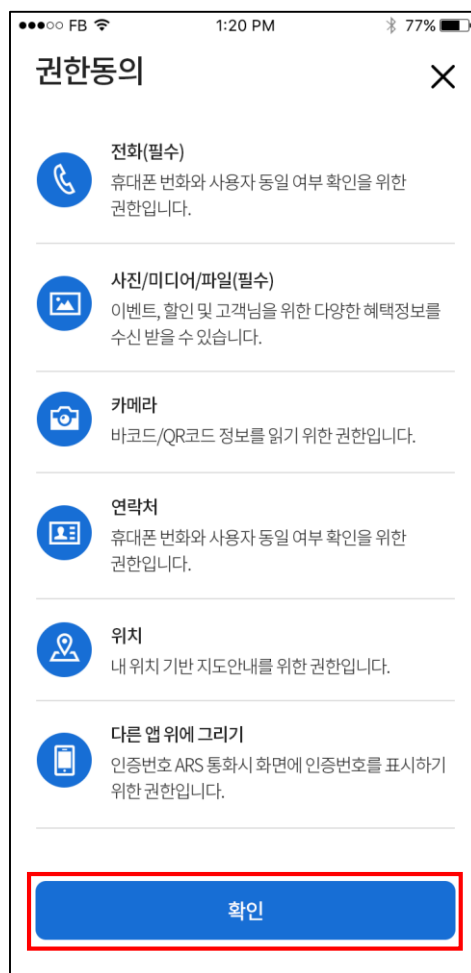 FB 1:20 PM 77%
권한동의
전화(필수)
휴대폰 번화와 사용자 동일 여부 확인을 위한
권한입니다.
사진/미디어/파일(필수)
이벤트, 할인 및 고객님을 위한 다양한 혜택정보를
수신 받을 수 있습니다.
카메라
바코드/QR코드 정보를 읽기 위한 권한입니다.
연락처
휴대폰 번화와 사용자 동일 여부 확인을 위한
권한입니다.
위치
내 위치 기반 지도안내를 위한 권한입니다.
다른 앱 위에 그리기
인증번호 ARS 통화시 화면에 인증번호를 표시하기
위한 권한입니다.
확인